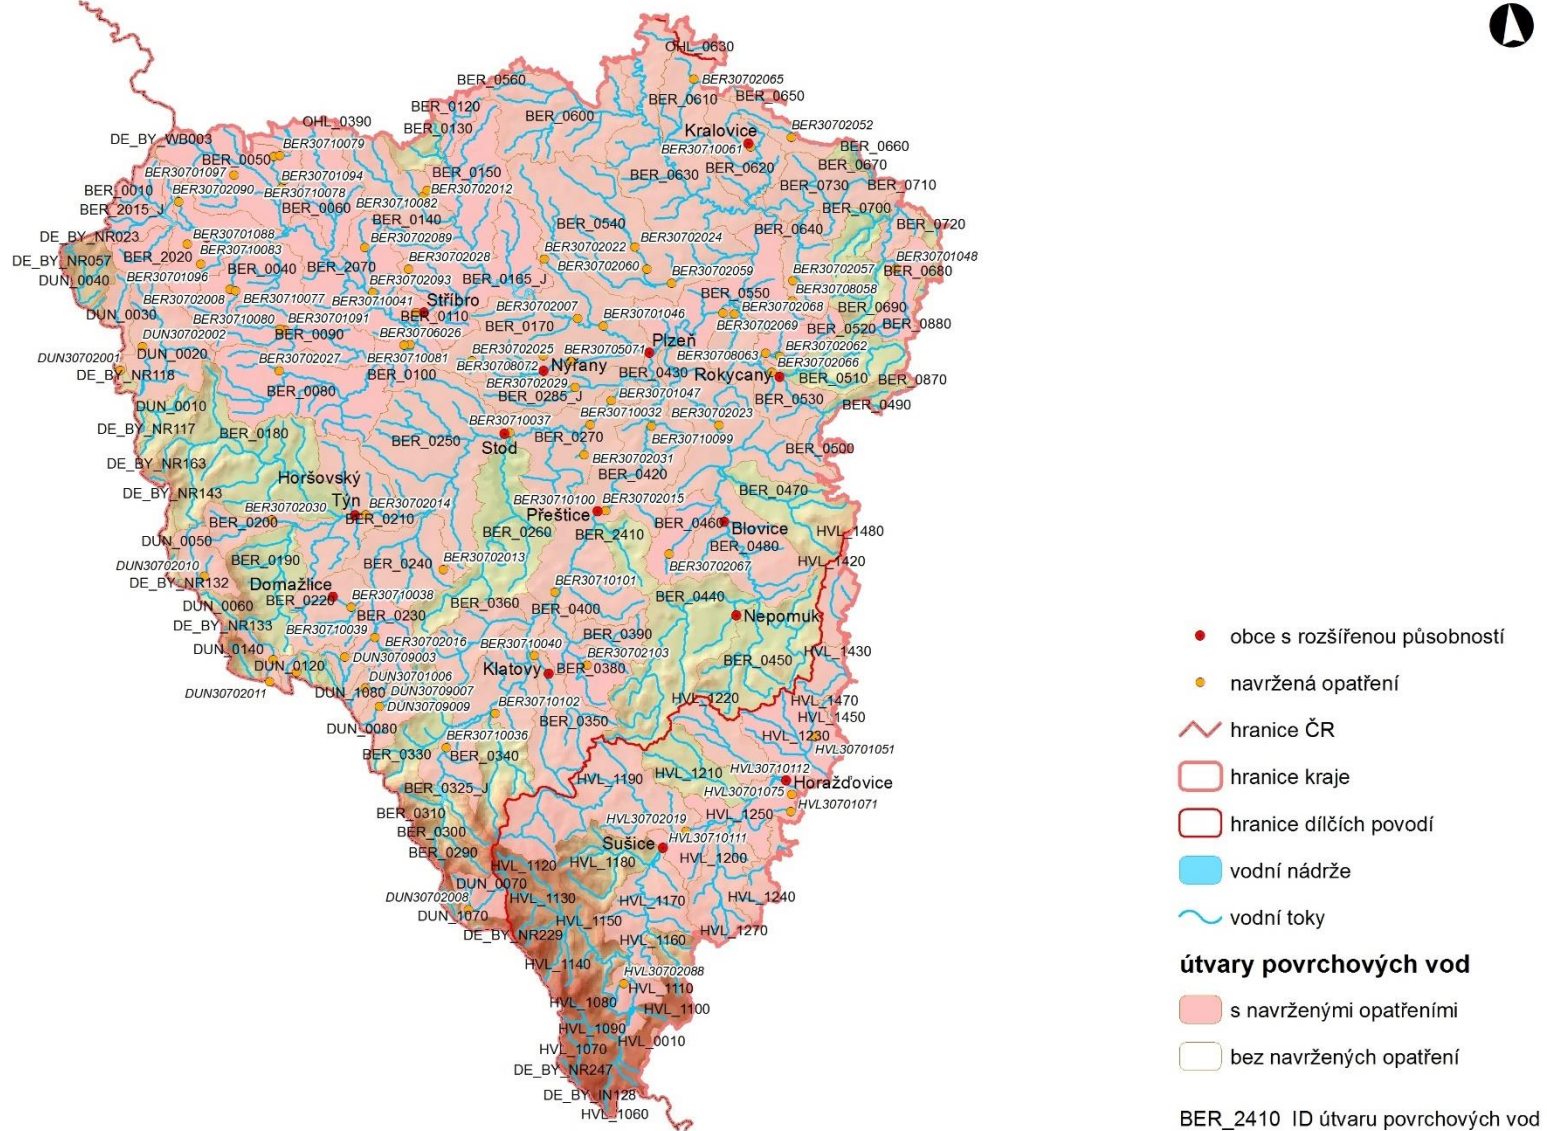 OHL_0630
BER_0560
BER30702065
BER_0120
BER_0610
BER_0650
BER_0600
OHL_0390
BER_0130
Kralovice
BER30702052
DE_BY_WB003
BER30710079
BER30710061
BER_0660
BER_0050
BER_0670
BER30701097
BER30701094
BER_0150
BER_0630
BER_0620
BER_0730
BER_0710
BER_0010
BER30702090
BER30710078
BER30702012
BER30710082
BER_2015_J
BER_0060
BER_0700
BER_0140
BER_0540
BER_0640
BER_0720
DE_BY_NR023
BER30701088
BER30702089
BER30702022
BER30702024
BER30710083
BER30701048
DE_BY_NR057
BER_2020
BER30702028
BER_0040
BER_2070
BER30702060
BER30702059
BER30702057
BER_0680
DUN_0040
BER30701096
BER30702093
BER_0165_J
BER30708058
BER_0550
BER30702008
BER30710077
BER30710041
Stříbro
BER30702007
BER30702068
BER_0690
DUN_0030
BER30710080
BER30701091
BER_0110
BER_0170
BER30701046
BER30702069
BER_0520
BER_0880
DUN30702002
BER_0090
BER30706026
Plzeň
BER30702062
DUN30702001
DUN_0020
BER30702027
BER30710081
BER30702025
BER30705071
BER30708063
BER30702066
DE_BY_NR118
BER_0100
BER30708072
Nýřany
BER_0430
Rokycany
BER_0510
BER_0870
BER30702029
BER_0080
BER_0285_J
BER30701047
BER_0530
BER_0490
DUN_0010
BER30710037
BER30710032
BER30702023
DE_BY_NR117
BER_0180
BER_0250
BER_0270
BER30710099
Stod
BER_0500
DE_BY_NR163
BER30702031
BER_0420
Horšovský
Týn
BER_0470
DE_BY_NR143
BER30702030
BER30702014
BER30710100
BER30702015
BER_0200
BER_0210
Přeštice
BER_0460
Blovice
HVL_1480
DUN_0050
BER_0260
BER_2410
BER_0480
BER_0190
BER_0240
BER30702013
BER30702067
HVL_1420
DUN30702010
DE_BY_NR132
Domažlice
BER30710101
BER_0440
DUN_0060
BER_0220
BER30710038
BER_0360
BER_0400
BER_0230
Nepomuk
DE_BY_NR133
BER30710039
BER30702016
BER30710040
BER_0390
DUN_0140
DUN30709003
BER30702103
BER_0450
HVL_1430
DUN_0120
DUN30701006
Klatovy
BER_0380
DUN30702011
DUN_1080
DUN30709007
HVL_1220
HVL_1470
DUN30709009
BER30710102
HVL_1450
DUN_0080
BER_0350
HVL_1230
BER30710036
HVL30701051
BER_0330
BER_0340
HVL_1190
HVL_1210
HVL30710112
BER_0325_J
Horažďovice
HVL30701075
BER_0310
HVL30701071
HVL_1250
BER_0300
HVL30702019
HVL30710111
Sušice
BER_0290
HVL_1120
HVL_1180
HVL_1200
DUN_0070
DUN30702008
HVL_1130
HVL_1170
HVL_1240
DUN_1070
HVL_1150
DE_BY_NR229
HVL_1160
HVL_1270
HVL_1140
HVL30702088
HVL_1110
HVL_1080
HVL_1100
HVL_1090
HVL_0010
HVL_1070
DE_BY_NR247
DE_BY_IN128
HVL_1060
obce s rozšířenou působností
navržená opatření
hranice ČR
hranice kraje
hranice dílčích povodí
vodní nádrže
vodní toky
útvary povrchových vod
s navrženými opatřeními
bez navržených opatření
BER_2410 ID útvaru povrchových vod